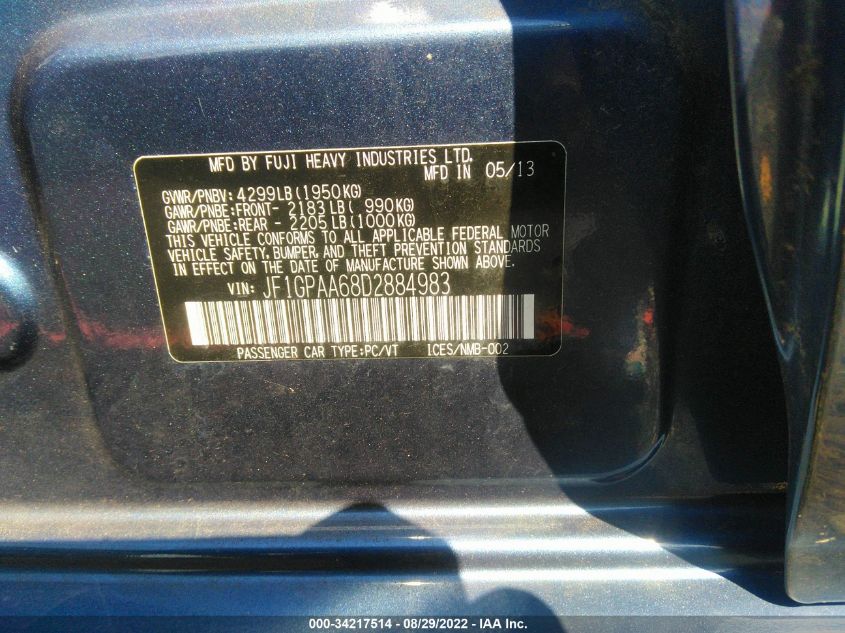 MFD BY FUJI HEAVY INDUSTRIES LTD.
MFD IN 05/13
GVWR/PNBV: 4299LB(1950KG)
GAWR/PNBE:FRONT- 2183LB( 990KG)
GAWR/PNBE:REAR - 2205LB(1000KG)
THIS VEHICLE CONFORMS TO ALL APPLICABLE FEDERAL MOTOR
VEHICLE SAFETY, BUMPER, AND THEFT PREVENTION STANDARDS
IN EFFECT ON THE DATE OF MANUFACTURE SHOWN ABOVE.
VIN: JF1GPAA68D2884983
PASSENGER CAR TYPE:PC/VT ICES/NMB-002
000-34217514 - 08/29/2022 - IAA Inc.